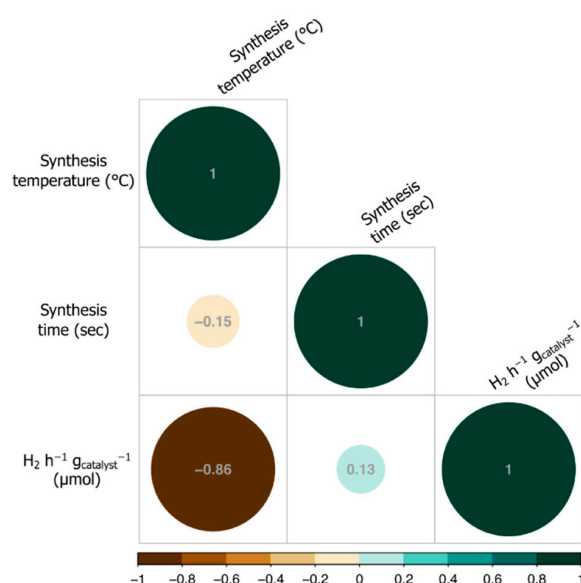 Synthesis
temperature (°C)
Synthesis
temperature (°C)
1
Synthesis
time (sec)
Synthesis
time (sec)
−0.15
1
H₂ h⁻¹ g_catalyst⁻¹
(µmol)
H₂ h⁻¹ g_catalyst⁻¹
(µmol)
−0.86
0.13
1
−1 −0.8 −0.6 −0.4 −0.2 0 0.2 0.4 0.6 0.8 1